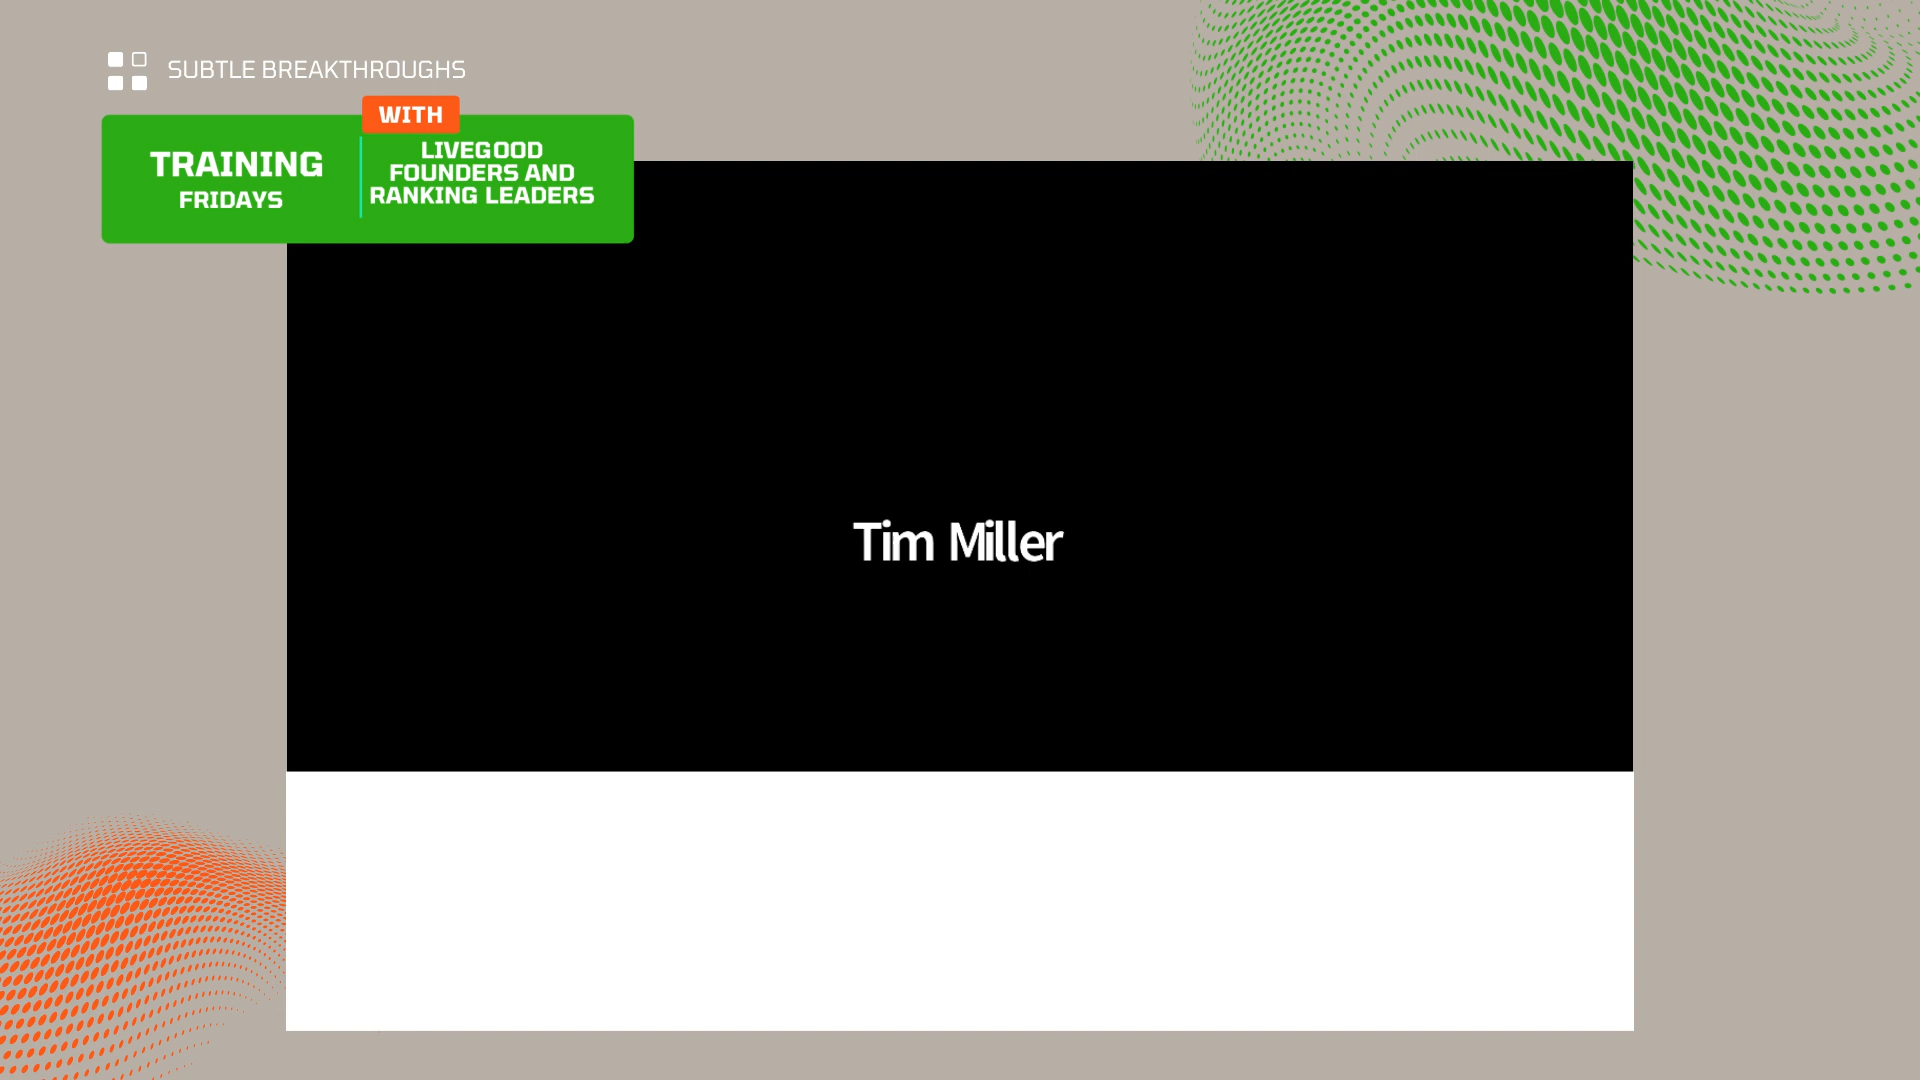 SUBTLE BREAKTHROUGHS
WITH
TRAINING
FRIDAYS
LIVEGOOD
FOUNDERS AND
RANKING LEADERS
Tim Miller